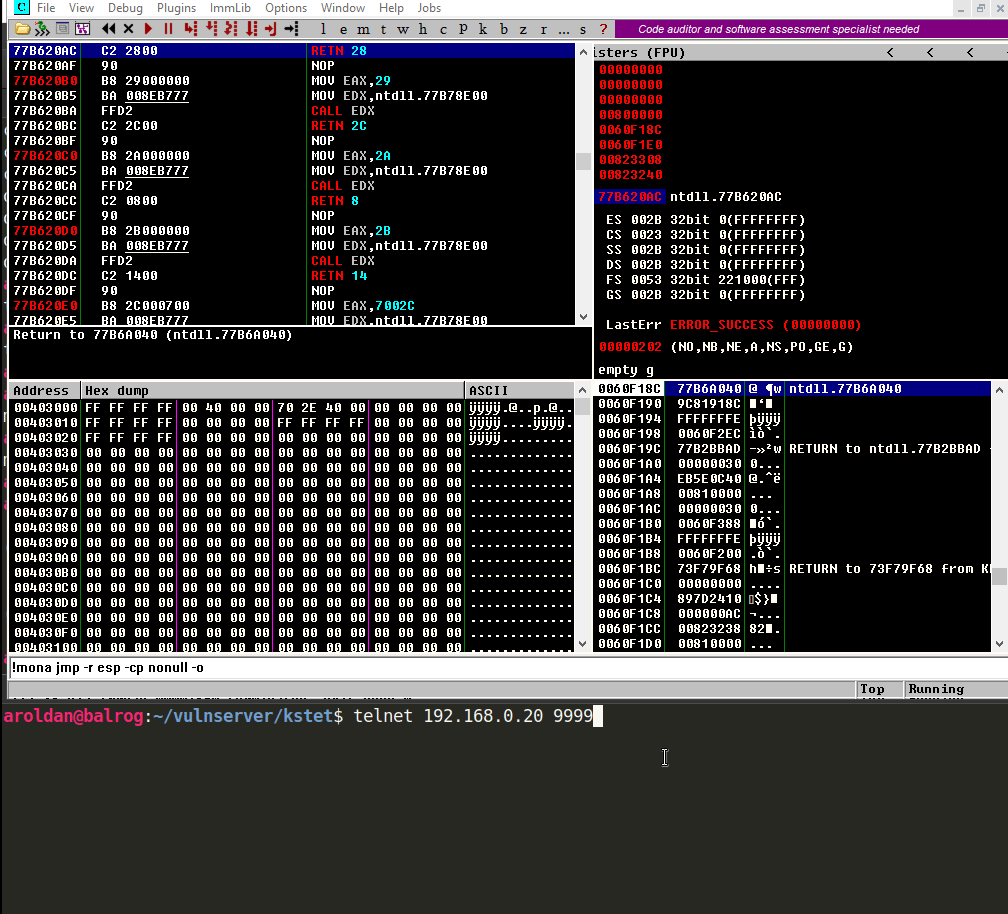 C File View Debug Plugins ImmLib Options Window Help Jobs
l e m t w h c p k b z r ... s ? Code auditor and software assessment specialist needed
77B620AC C2 2800 RETN 28
77B620AF 90 NOP
77B620B0 B8 29000000 MOV EAX,29
77B620B5 BA 008EB777 MOV EDX,ntdll.77B78E00
77B620BA FFD2 CALL EDX
77B620BC C2 2C00 RETN 2C
77B620BF 90 NOP
77B620C0 B8 2A000000 MOV EAX,2A
77B620C5 BA 008EB777 MOV EDX,ntdll.77B78E00
77B620CA FFD2 CALL EDX
77B620CC C2 0800 RETN 8
77B620CF 90 NOP
77B620D0 B8 2B000000 MOV EAX,2B
77B620D5 BA 008EB777 MOV EDX,ntdll.77B78E00
77B620DA FFD2 CALL EDX
77B620DC C2 1400 RETN 14
77B620DF 90 NOP
77B620E0 B8 2C000700 MOV EAX,7002C
77B620E5 BA 008EB777 MOV EDX,ntdll.77B78E00
Return to 77B6A040 (ntdll.77B6A040)
isters (FPU) < < <
00000000
00000000
00000000
00800000
0060F18C
0060F1E0
00823308
00823240
77B620AC ntdll.77B620AC
ES 002B 32bit 0(FFFFFFFF)
CS 0023 32bit 0(FFFFFFFF)
SS 002B 32bit 0(FFFFFFFF)
DS 002B 32bit 0(FFFFFFFF)
FS 0053 32bit 221000(FFF)
GS 002B 32bit 0(FFFFFFFF)
LastErr ERROR_SUCCESS (00000000)
00000202 (NO,NB,NE,A,NS,PO,GE,G)
empty g
Address Hex dump ASCII
00403000 FF FF FF FF 00 40 00 00 70 2E 40 00 00 00 00 00 ÿÿÿÿ.@..p.@.....
00403010 FF FF FF FF 00 00 00 00 FF FF FF FF 00 00 00 00 ÿÿÿÿ....ÿÿÿÿ....
00403020 FF FF FF FF 00 00 00 00 00 00 00 00 00 00 00 00 ÿÿÿÿ............
00403030 00 00 00 00 00 00 00 00 00 00 00 00 00 00 00 00 ................
00403040 00 00 00 00 00 00 00 00 00 00 00 00 00 00 00 00 ................
00403050 00 00 00 00 00 00 00 00 00 00 00 00 00 00 00 00 ................
00403060 00 00 00 00 00 00 00 00 00 00 00 00 00 00 00 00 ................
00403070 00 00 00 00 00 00 00 00 00 00 00 00 00 00 00 00 ................
00403080 00 00 00 00 00 00 00 00 00 00 00 00 00 00 00 00 ................
00403090 00 00 00 00 00 00 00 00 00 00 00 00 00 00 00 00 ................
004030A0 00 00 00 00 00 00 00 00 00 00 00 00 00 00 00 00 ................
004030B0 00 00 00 00 00 00 00 00 00 00 00 00 00 00 00 00 ................
004030C0 00 00 00 00 00 00 00 00 00 00 00 00 00 00 00 00 ................
004030D0 00 00 00 00 00 00 00 00 00 00 00 00 00 00 00 00 ................
004030E0 00 00 00 00 00 00 00 00 00 00 00 00 00 00 00 00 ................
004030F0 00 00 00 00 00 00 00 00 00 00 00 00 00 00 00 00 ................
00403100 00 00 00 00 00 00 00 00 00 00 00 00 00 00 00 00 ................
0060F18C 77B6A040 @ ¶w ntdll.77B6A040
0060F190 9C81918C
0060F194 FFFFFFFE þÿÿÿ
0060F198 0060F2EC ìò`.
0060F19C 77B2BBAD -»²w RETURN to ntdll.77B2BBAD
0060F1A0 00000030 0...
0060F1A4 EB5E0C40 @.^ë
0060F1A8 00810000 ...
0060F1AC 00000030 0...
0060F1B0 0060F388 ó`.
0060F1B4 FFFFFFFE þÿÿÿ
0060F1B8 0060F200 .ò`.
0060F1BC 73F79F68 h÷s RETURN to 73F79F68 from
0060F1C0 00000000 ....
0060F1C4 897D2410 $}
0060F1C8 000000AC ¬...
0060F1CC 00823238 82.
0060F1D0 00810000 ...
!mona jmp -r esp -cp nonull -o
Top Running
aroldan@balrog:~/vulnserver/kstet$ telnet 192.168.0.20 9999